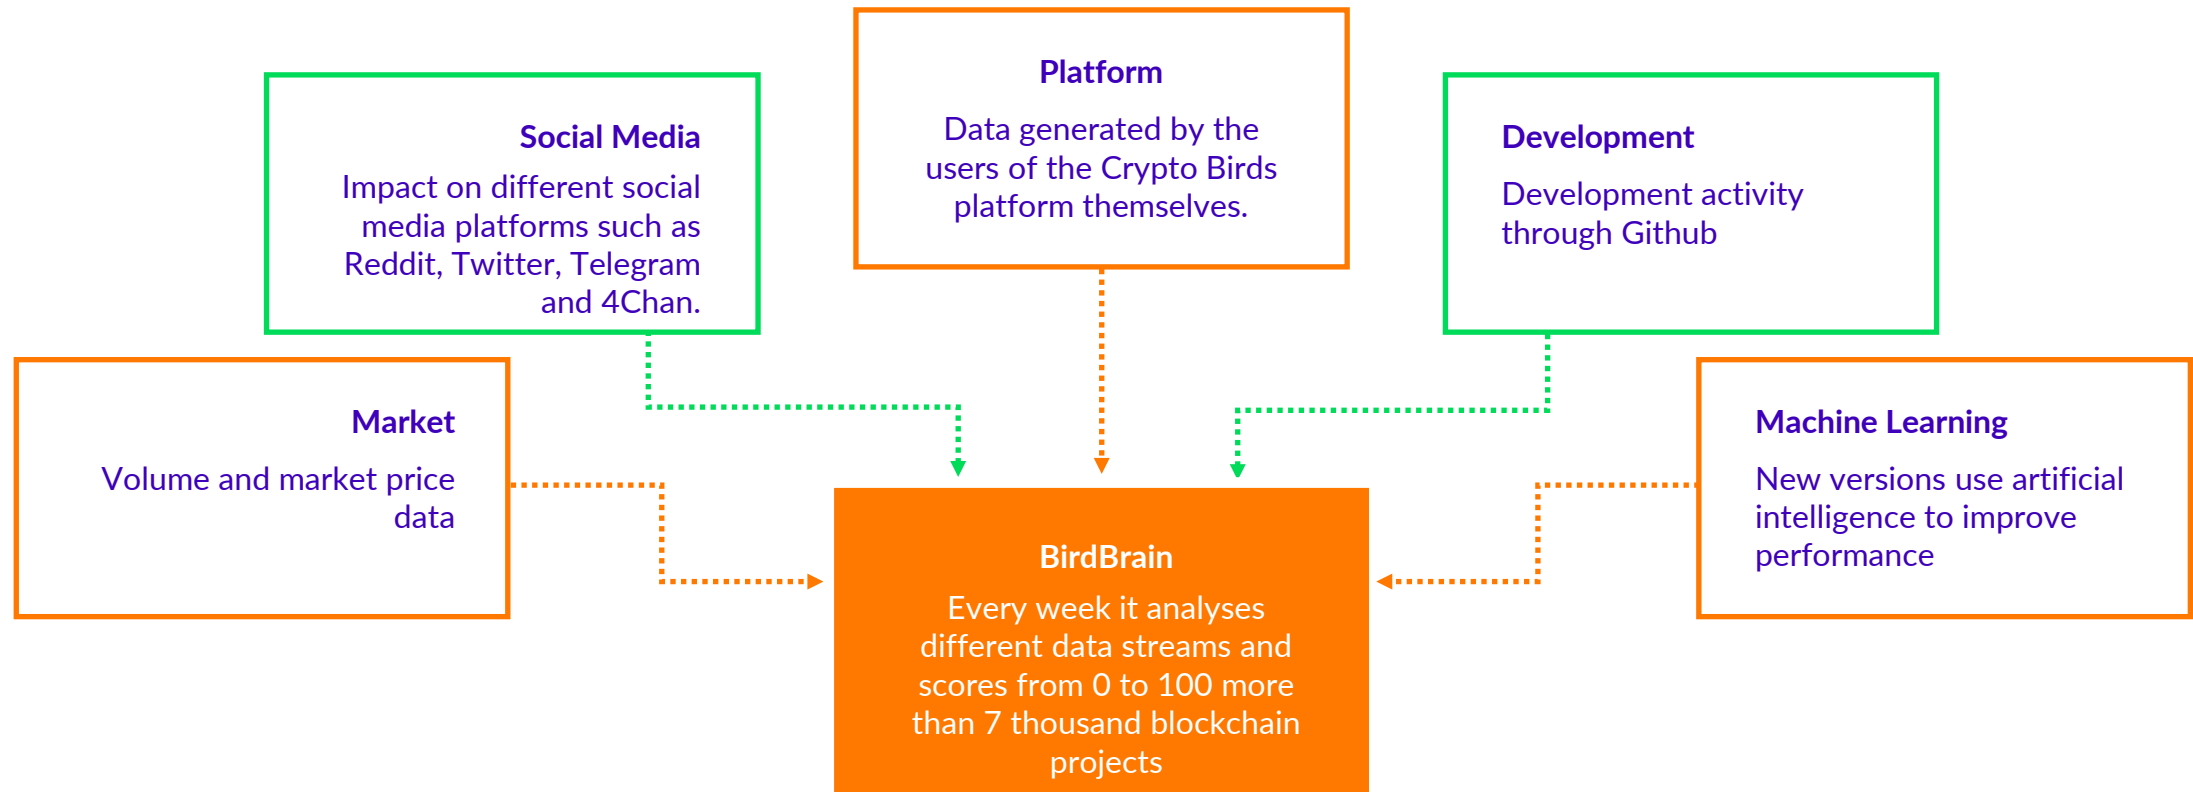 Platform
Data generated by the
users of the Crypto Birds
platform themselves.
Social Media
Impact on different social
media platforms such as
Reddit, Twitter, Telegram
and 4Chan.
Development
Development activity
through Github
Market
Volume and market price
data
Machine Learning
New versions use artificial
intelligence to improve
performance
BirdBrain
Every week it analyses
different data streams and
scores from 0 to 100 more
than 7 thousand blockchain
projects